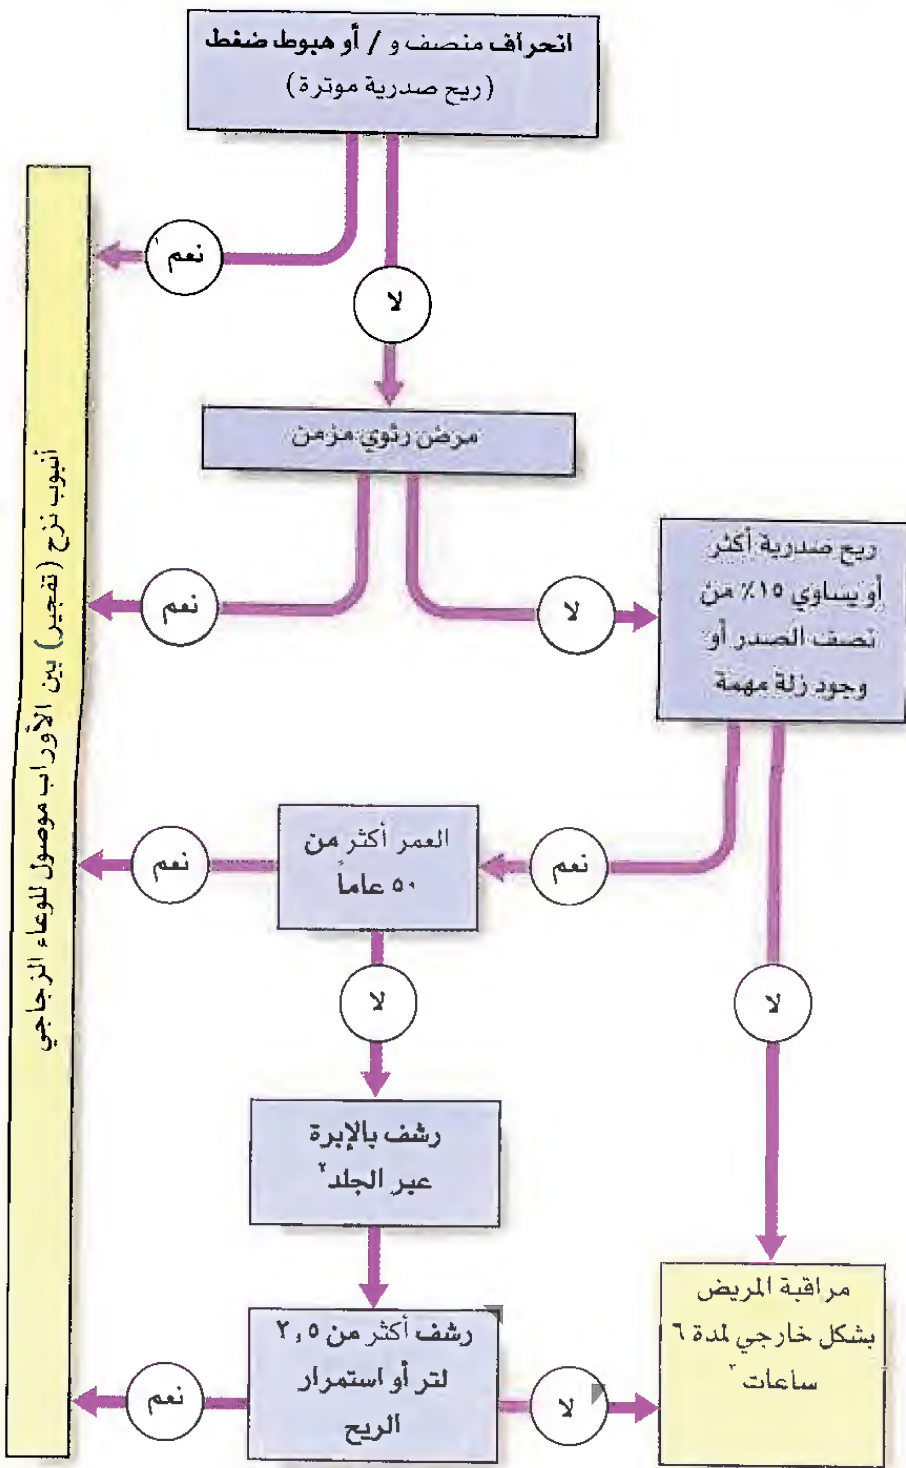 انحراف منصف و / أو هبوط ضغط
(ريح صدرية موترة)
نعم ١
لا
مرض رئوي مزمن
نعم
لا
ريح صدرية أكثر
أو يساوي ١٥٪ من
نصف الصدر أو
وجود زلة مهمة
نعم
لا
العمر أكثر من
٥٠ عاماً
نعم
لا
رشف بالإبرة
عبر الجلد ٢
رشف أكثر من ٢,٥
لتر أو استمرار
الريح
نعم
لا
مراقبة المريض
بشكل خارجي لمدة ٦
ساعات
أنبوب نزح (تفجير) بين الأوراب موصول للوعاء الزجاجي